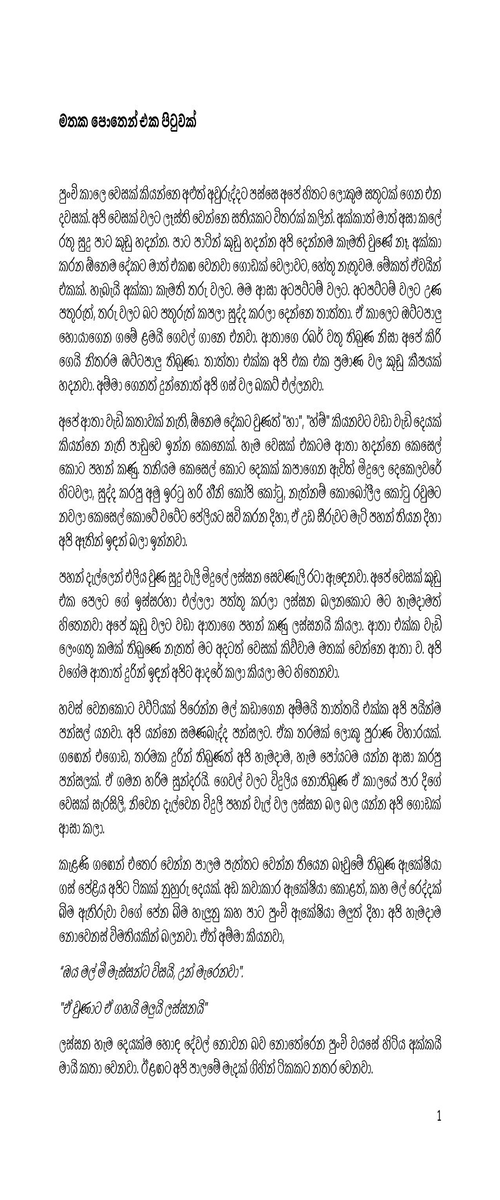 මතක පොතෙන් එක පිටුවක්
පුංචි කාලෙ වෙසක් කියන්නෙ අළුත් අවුරුද්දට පස්සෙ අපේ හිතට ලොකුම සතුටක් ගෙන එන
දවසක්. අපි වෙසක් වලට ලෑස්ති වෙන්නෙ සතියකට විතරක් කලින්. අක්කාත් මාත් අසා කලේ
රතු සුදු පාට කූඩු හදන්න. පාට පාටින් කූඩු හදන්න අපි දෙන්නම කැමති වුණේ නෑ. අක්කා
කරන ඕනෙම දේකට මාත් එකඟ වෙනවා ගොඩක් වෙලාවට, හේතු නැතුවම. මේකත් ඒවයින්
එකක්. හැබැයි අක්කා කැමති තරු වලට. මම ආසා අටපට්ටම් වලට. අටපට්ටම් වලට උණ
පතුරුත්, තරු වලට බට පතුරුත් කපලා සුද්ද කරලා දෙන්නෙ තාත්තා. ඒ කාලෙට ඔට්ටපාලු
හොයාගෙන ගමේ ළමයි ගෙවල් ගානෙ එනවා. ආතාගෙ රබර් වතු තිබුණ නිසා අපේ කිරි
ගෙයි නිතරම ඔට්ටපාලු තිබුණා. තාත්තා එක්ක අපි එක එක ප්‍රමාණ වල කූඩු කීපයක්
හදනවා. අම්මා ගෙනත් දුන්නොත් අපි ගස් වල බකට් එල්ලනවා.
අපේ ආතා වැඩි කතාවක් නැති, ඕනෙම දේකට වුණත් "හා", "හ්ම්" කියනවට වඩා වැඩි දෙයක්
කියන්නෙ නැති පාඩුවෙ ඉන්න කෙනෙක්. හැම වෙසක් එකටම ආතා හදන්නෙ කෙසෙල්
කොට පහන් කණු. තනියම කෙසෙල් කොට දෙකක් කපාගෙන ඇවිත් මිදුලෙ දෙකෙලවරේ
හිටවලා, සුද්ද කරපු අමු ඉරටු හරි හීනි කෝපි කෝටු, නැත්නම් කොබෝලීල කෝටු රවුමට
නවලා කෙසෙල් කොටේ වටේට පේලියට සවි කරන දිහා, ඒ උඩ සීරුවට මැටි පහන් තියන දිහා
අපි ඈතින් ඉඳන් බලා ඉන්නවා.
පහන් දැල්ලෙන් එලිය වුණ සුදු වැලි මිදුලේ ලස්සන සෙවණැලි රටා ඇඳෙනවා. අපේ වෙසක් කූඩු
එක පෙලට ගේ ඉස්සරහා එල්ලලා පත්තු කරලා ලස්සන බලනකොට මට හැමදාමත්
හිතෙනවා අපේ කූඩු වලට වඩා ආතාගෙ පහන් කණු ලස්සනයි කියලා. ආතා එක්ක වැඩි
ලෙංගතු කමක් තිබුණෙ නැතත් මට අදටත් වෙසක් කිව්වාම මතක් වෙන්නෙ ආතා ව. අපි
වගේම ආතාත් දුරින් ඉඳන් අපිට ආදරේ කලා කියලා මට හිතෙනවා.
හවස් වෙනකොට වට්ටියක් පිරෙන්න මල් කඩාගෙන අම්මයි තාත්තයි එක්ක අපි පයින්ම
පන්සල් යනවා. අපි යන්නෙ සමණබැද්ද පන්සලට. ඒක තරමක් ලොකු පුරාණ විහාරයක්.
ගඟෙන් එගොඩ, තරමක දුරින් තිබුණත් අපි හැමදාම, හැම පෝයටම යන්න ආසා කරපු
පන්සලක්. ඒ ගමන හරිම සුන්දරයි. ගෙවල් වලට විදුලිය නොතිබුණ ඒ කාලයේ පාර දිගේ
වෙසක් සැරසිලි, නිවෙන දැල්වෙන විදුලි පහන් වැල් වල ලස්සන බල බල යන්න අපි ගොඩක්
ආසා කලා.
කැළණි ගඟෙන් එතෙර වෙන්න පාලම පැත්තට වෙන්න තියෙන බෑවුමේ තිබුණ ඇකේෂියා
ගස් පේළිය අපිට ටිකක් නුහුරු දෙයක්. අඩ කවාකාර ඇකේෂියා කොළත්, කහ මල් රෙද්දක්
බිම ඇතිරුවා වගේ පේන බිම හැලුනු කහ පාට පුංචි ඇකේෂියා මලුත් දිහා අපි හැමදාම
නොවෙනස් විමතියකින් බලනවා. ඒත් අම්මා කියනවා,
"ඔය මල් මී මැස්සන්ට විසයි, උන් මැරෙනවා".
"ඒ වුණාට ඒ ගහයි මලුයි ලස්සනයි"
ලස්සන හැම දෙයක්ම හොඳ දේවල් නොවන බව නොතේරෙන පුංචි වයසේ හිටිය අක්කයි
මායි කතා වෙනවා. ඊළඟට අපි පාලමේ මැදක් ගිහින් ටිකකට නතර වෙනවා.
1